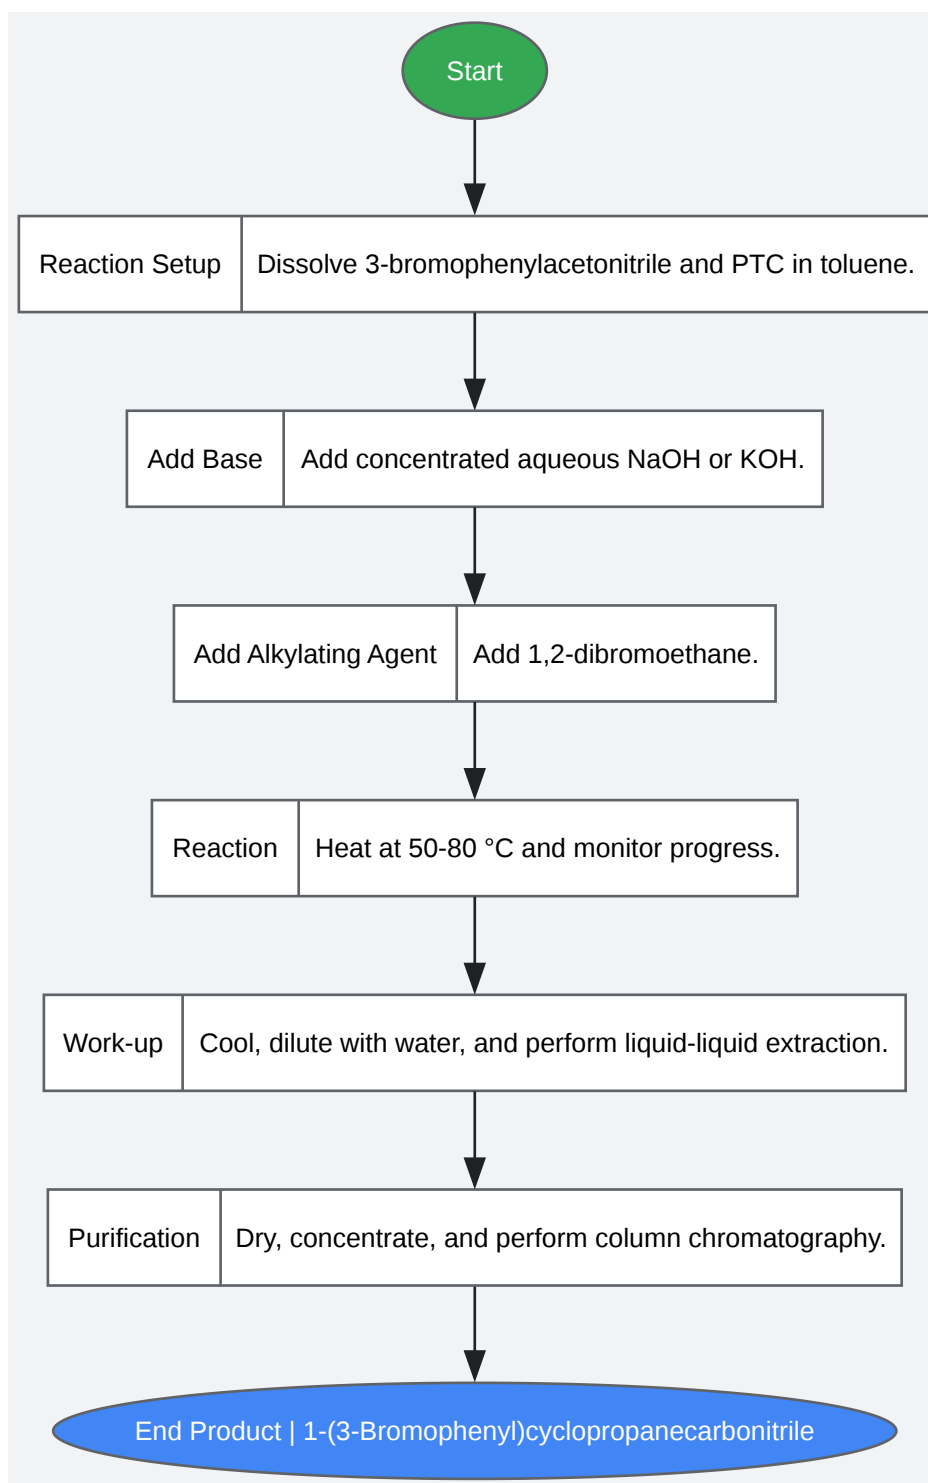 Start
Reaction Setup
Dissolve 3-bromophenylacetonitrile and PTC in toluene.
Add Base
Add concentrated aqueous NaOH or KOH.
Add Alkylating Agent
Add 1,2-dibromoethane.
Reaction
Heat at 50-80 °C and monitor progress.
Work-up
Cool, dilute with water, and perform liquid-liquid extraction.
Purification
Dry, concentrate, and perform column chromatography.
End Product | 1-(3-Bromophenyl)cyclopropanecarbonitrile